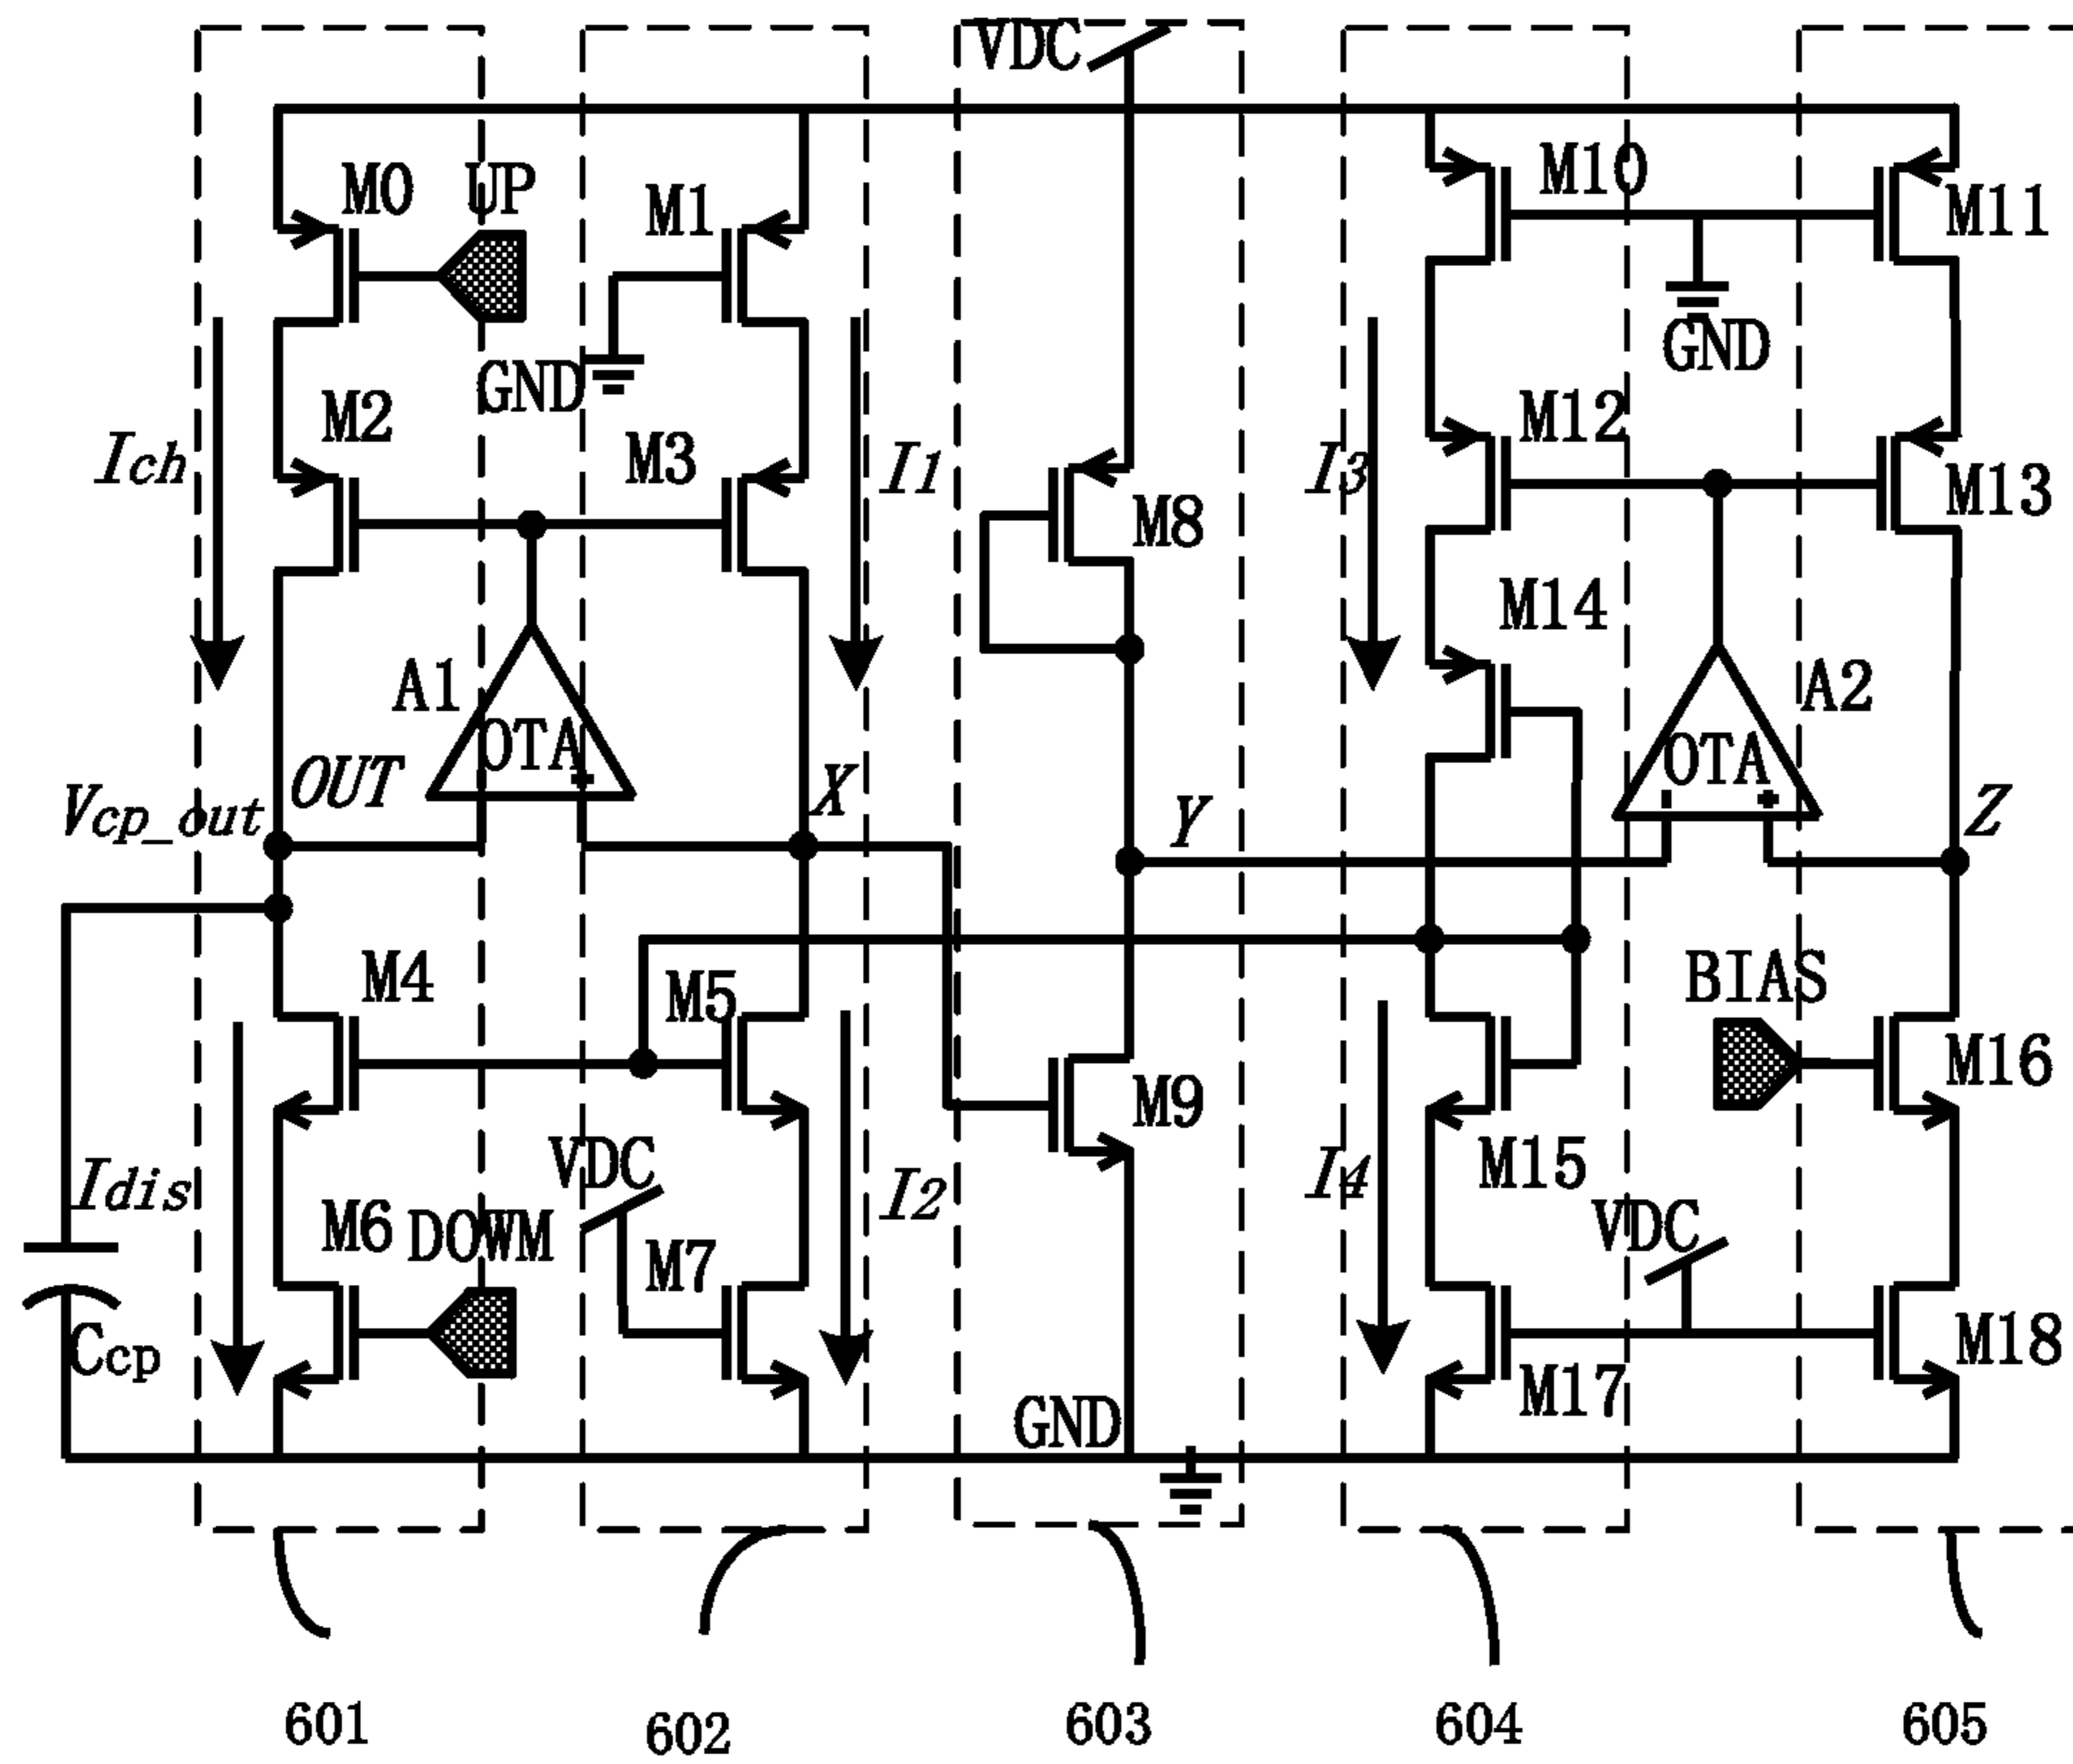 VDC
M0 UP
M1
M10
M11
GND
GND
M2
M3
M12
M13
Ich
I1
I3
M8
M14
A1
OTA
+
A2
OTA
- +
OUT
X
Y
Z
Vcp_out
M4
M5
BIAS
M16
M9
VDC
M15
Idis
I2
I4
M6 DOWM
M7
VDC
Ccp
M17
M18
GND
601
602
603
604
605